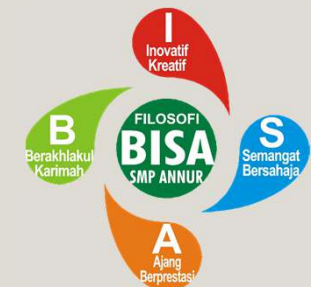 I
Inovatif
Kreatif
B
Berakhlakul
Karimah
FILOSOFI
BISA
SMP ANNUR
S
Semangat
Bersahaja
A
Ajang
Berprestasi